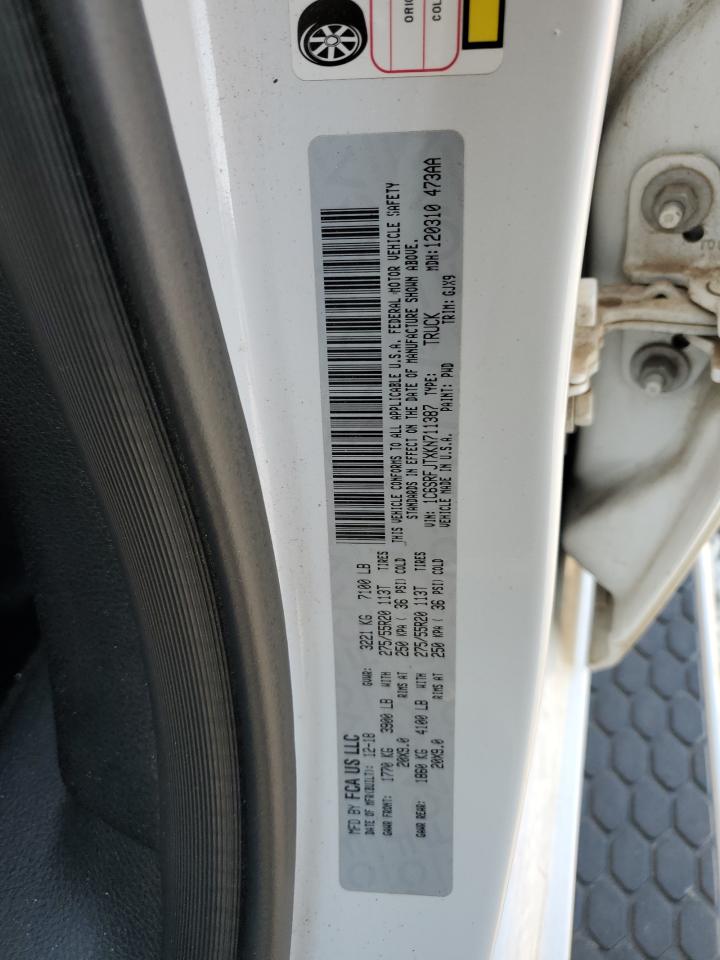 ORIG
COL
MFD BY FCA US LLC
DATE OF MFR(BUILT): 12-18 GVWR: 3221 KG 7100 LB
GAWR FRONT: 1770 KG 3900 LB WITH 275/55R20 113T TIRES
20X9.0 RIMS AT 250 KPA ( 36 PSI) COLD
GAWR REAR: 1860 KG 4100 LB WITH 275/55R20 113T TIRES
20X9.0 RIMS AT 250 KPA ( 36 PSI) COLD
THIS VEHICLE CONFORMS TO ALL APPLICABLE U.S.A. FEDERAL MOTOR VEHICLE SAFETY
STANDARDS IN EFFECT ON THE DATE OF MANUFACTURE SHOWN ABOVE.
VIN: 1C6SRFJTXKN711387 TYPE: TRUCK MDH:120310 473AA
VEHICLE MADE IN U.S.A. PAINT: PWD TRIM: GJX9